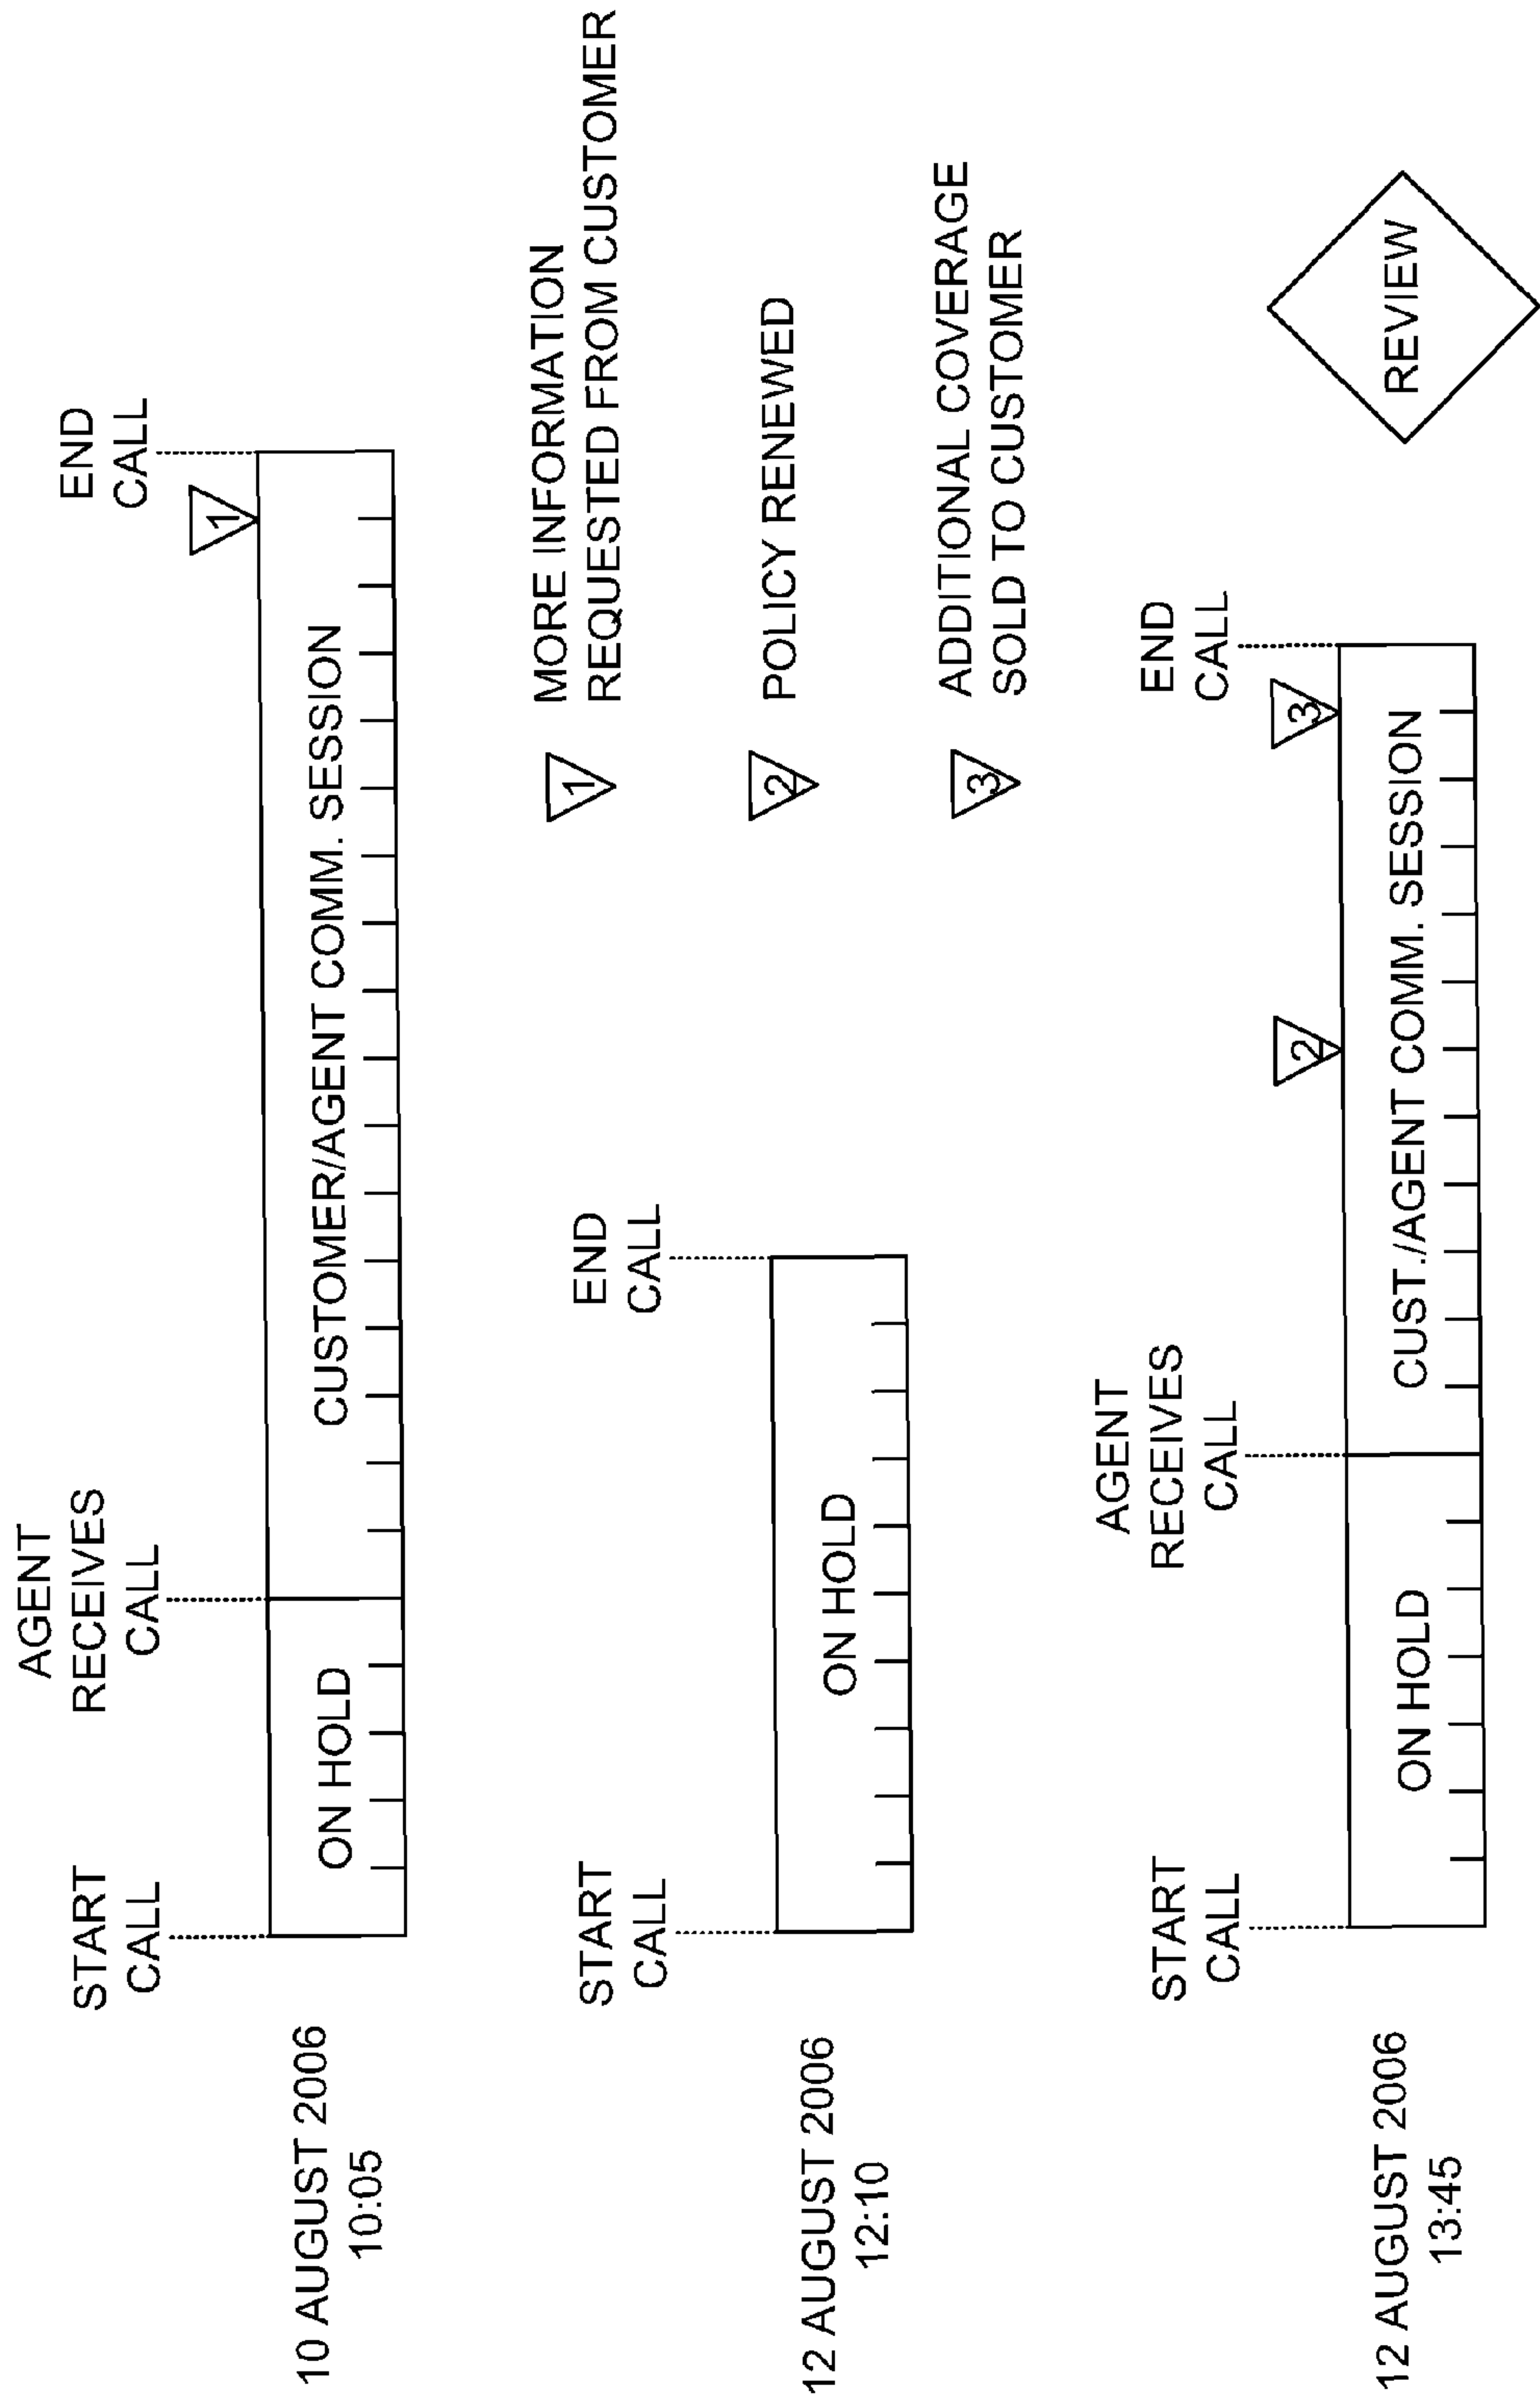 AGENT
RECEIVES
CALL
START
CALL
END
CALL
1
10 AUGUST 2006
10:05
ON HOLD
CUSTOMER/AGENT COMM. SESSION
1
MORE INFORMATION
REQUESTED FROM CUSTOMER
START
CALL
END
CALL
12 AUGUST 2006
12:10
ON HOLD
2
POLICY RENEWED
3
ADDITIONAL COVERAGE
SOLD TO CUSTOMER
START
CALL
AGENT
RECEIVES
CALL
END
CALL
2
3
12 AUGUST 2006
13:45
ON HOLD
CUST./AGENT COMM. SESSION
REVIEW